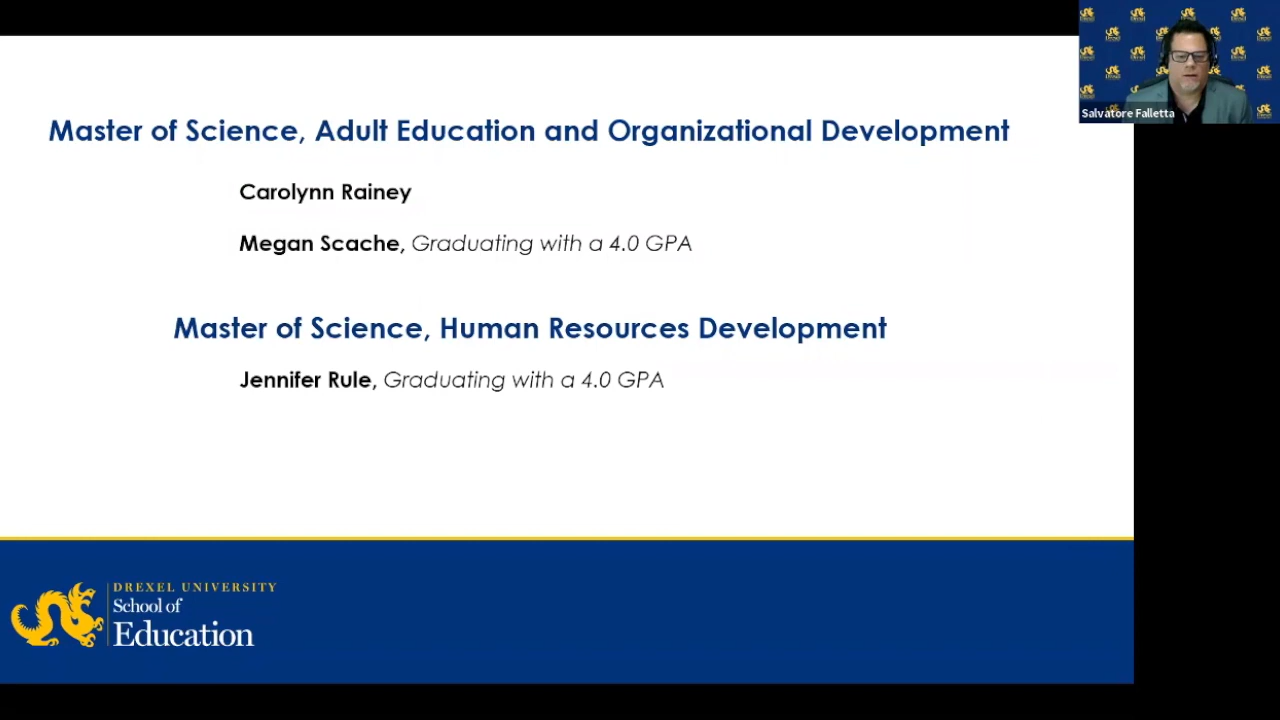 Master of Science, Adult Education and Organizational Development
Carolynn Rainey
Megan Scache, Graduating with a 4.0 GPA
Master of Science, Human Resources Development
Jennifer Rule, Graduating with a 4.0 GPA
DREXEL UNIVERSITY
School of
Education
Salvatore Falletta